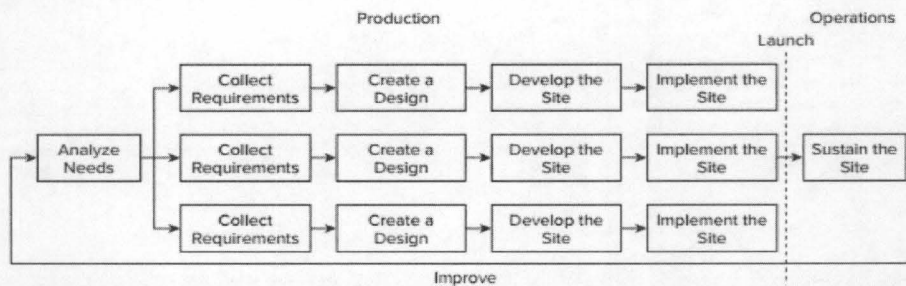 Production
Operations
Launch
Collect
Requirements
Create a
Design
Develop the
Site
Implement the
Site
Analyze
Needs
Collect
Requirements
Create a
Design
Develop the
Site
Implement the
Site
Sustain the
Site
Collect
Requirements
Create a
Design
Develop the
Site
Implement the
Site
Improve